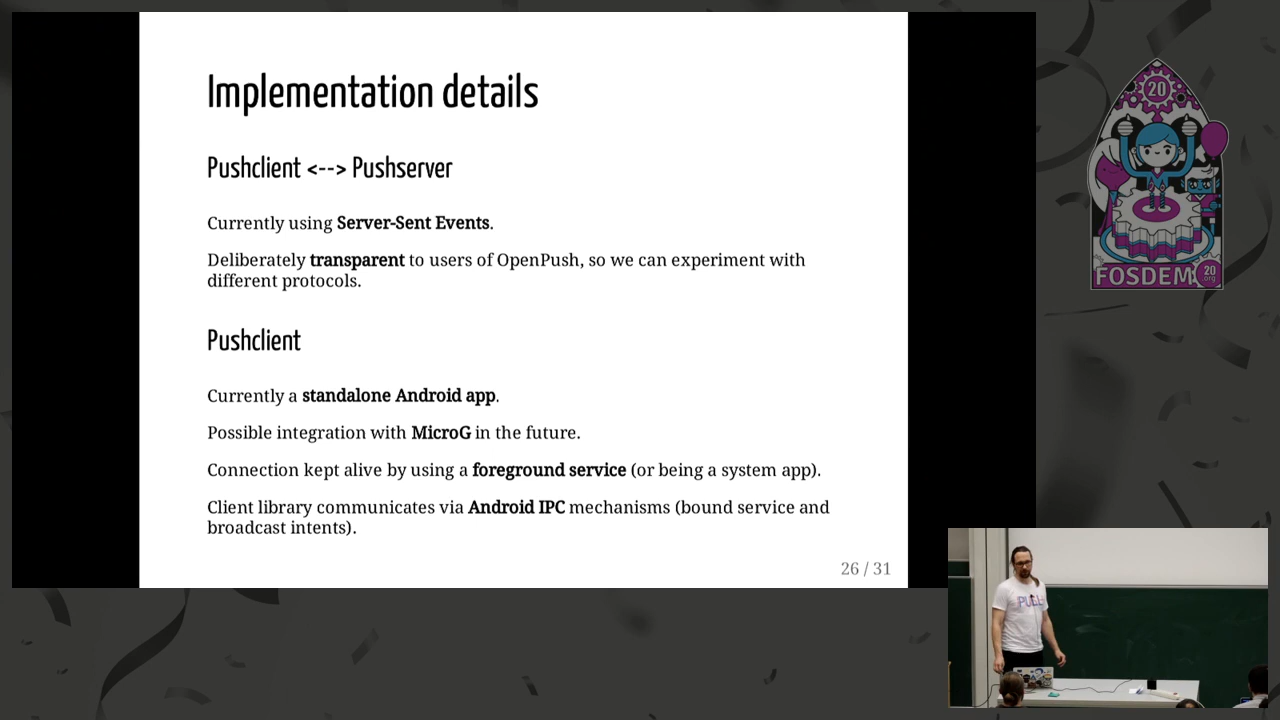 Implementation details
Pushclient <--> Pushserver
Currently using Server-Sent Events.
Deliberately transparent to users of OpenPush, so we can experiment with
different protocols.
Pushclient
Currently a standalone Android app.
Possible integration with MicroG in the future.
Connection kept alive by using a foreground service (or being a system app).
Client library communicates via Android IPC mechanisms (bound service and
broadcast intents).
26 / 31
20
FOSDEM
20
.org